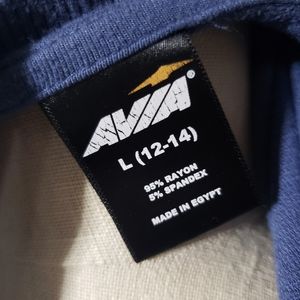 AVIA®
L (12-14)
95% RAYON
5% SPANDEX
MADE IN EGYPT